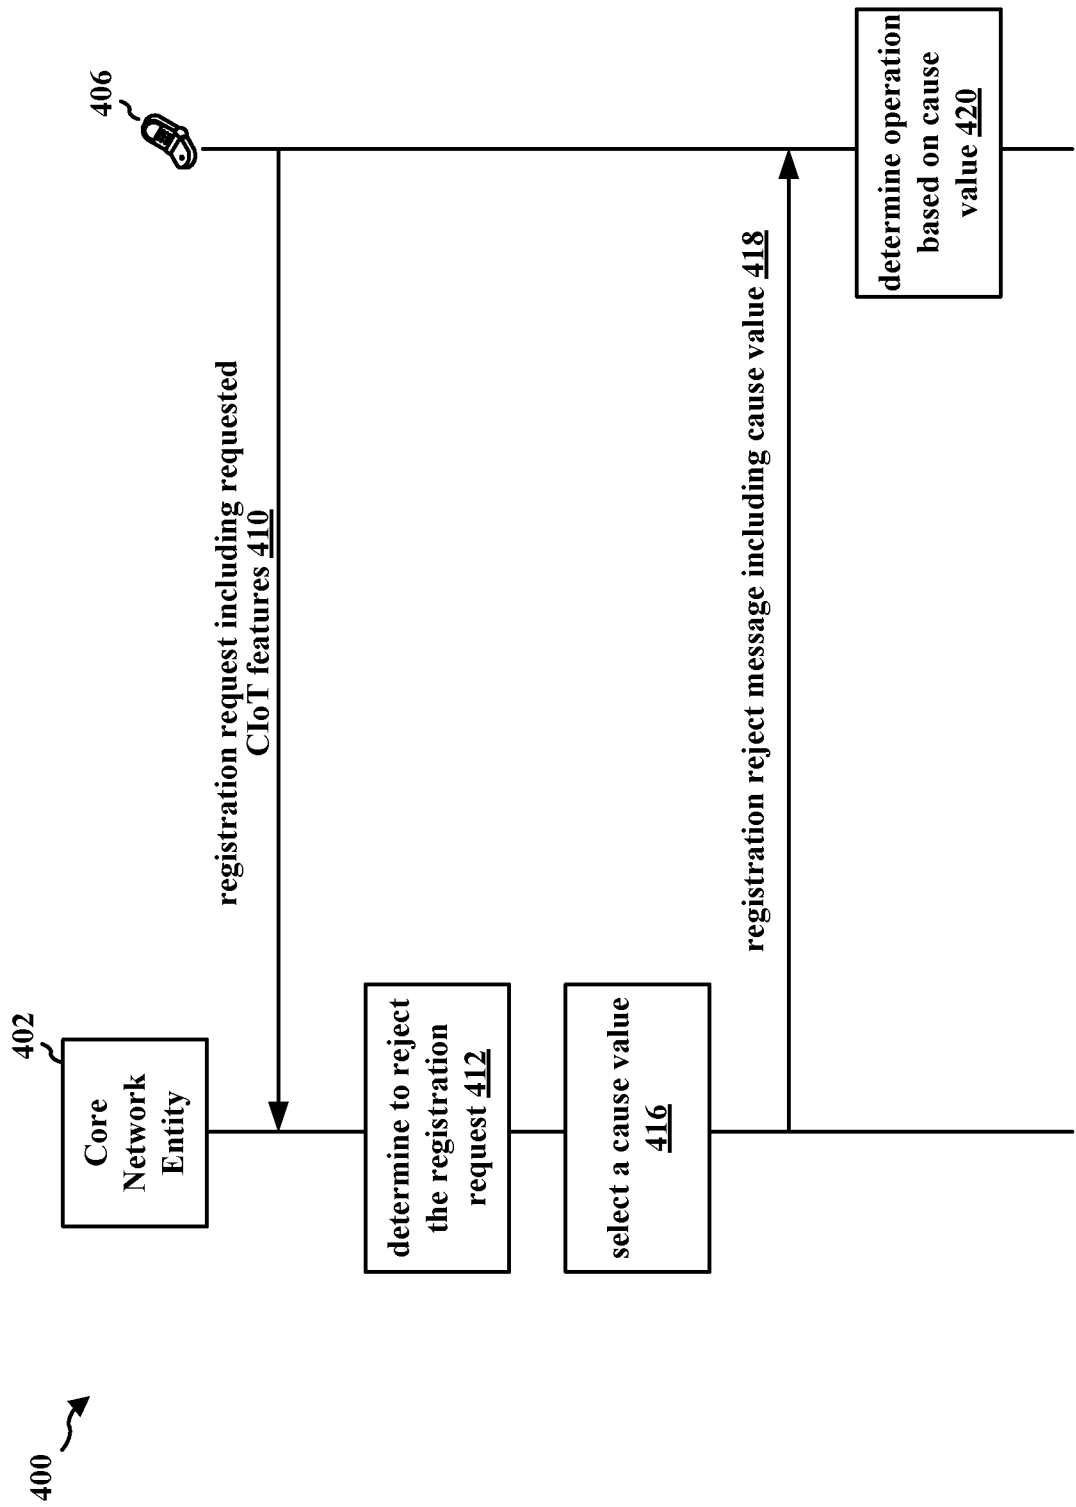 400
402
Core
Network
Entity
406
registration request including requested
CIoT features 410
determine to reject
the registration
request 412
select a cause value
416
registration reject message including cause value 418
determine operation
based on cause
value 420